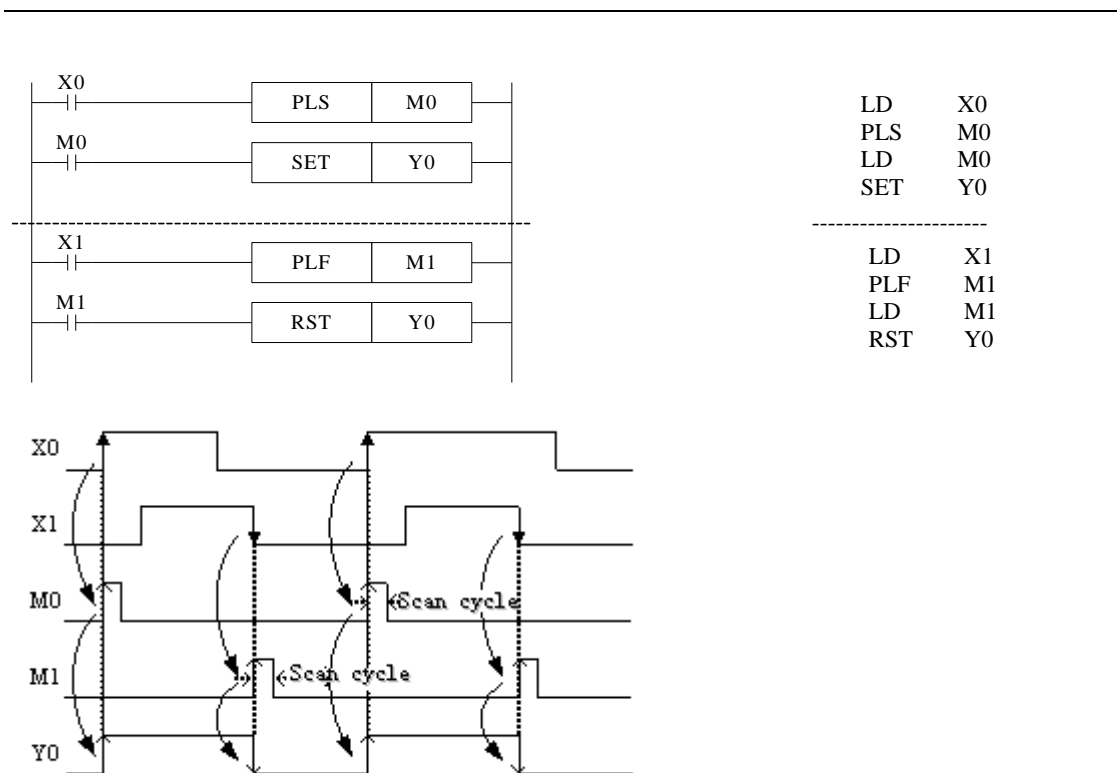 X0
PLS M0
M0
SET Y0
X1
PLF M1
M1
RST Y0
LD X0
PLS M0
LD M0
SET Y0
LD X1
PLF M1
LD M1
RST Y0
X0
X1
M0 Scan cycle
M1 Scan cycle
Y0